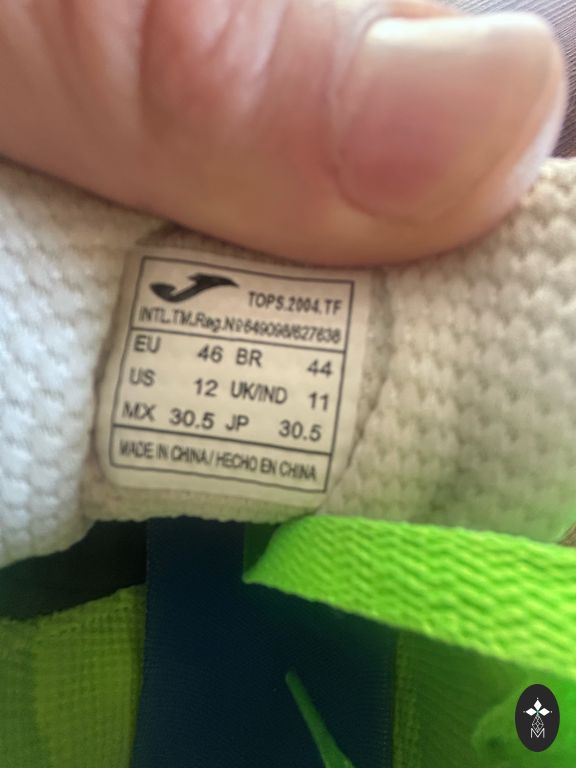 TOPS.2004.TF
INTL.T.M.Reg.Nº649098/627638
EU 46 BR 44
US 12 UK/IND 11
MX 30.5 JP 30.5
MADE IN CHINA / HECHO EN CHINA
M